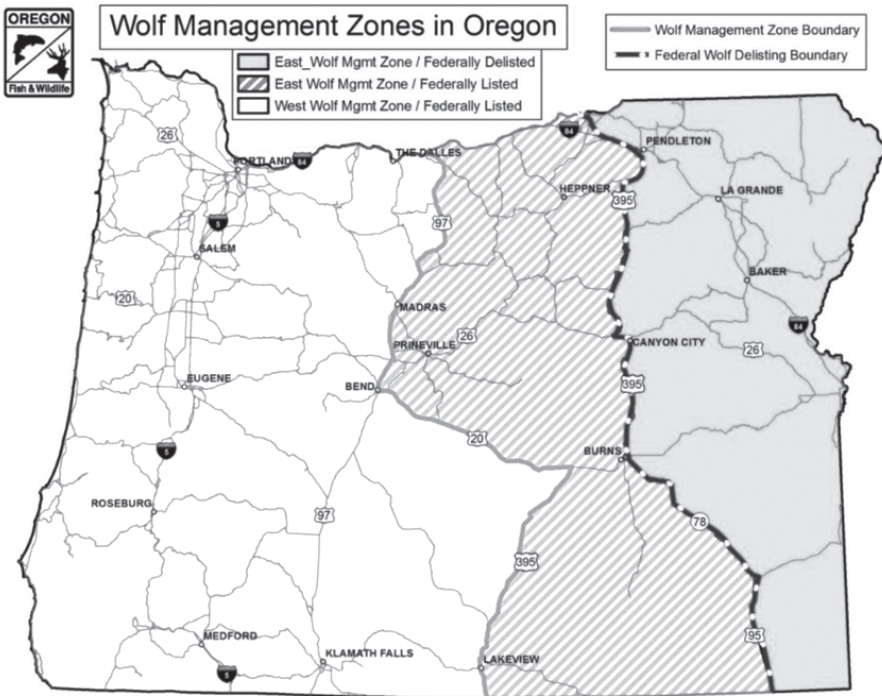 OREGON
Fish & Wildlife
Wolf Management Zones in Oregon
East_Wolf Mgmt Zone / Federally Delisted
East Wolf Mgmt Zone / Federally Listed
West Wolf Mgmt Zone / Federally Listed
Wolf Management Zone Boundary
Federal Wolf Delisting Boundary
26
84
PORTLAND
84
THE DALLES
PENDLETON
HEPPNER
395
LA GRANDE
97
5
SALEM
BAKER
20
MADRAS
84
26
PRINEVILLE
CANYON CITY
26
EUGENE
BEND
395
20
5
BURNS
ROSEBURG
97
78
395
MEDFORD
95
KLAMATH FALLS
LAKEVIEW
5